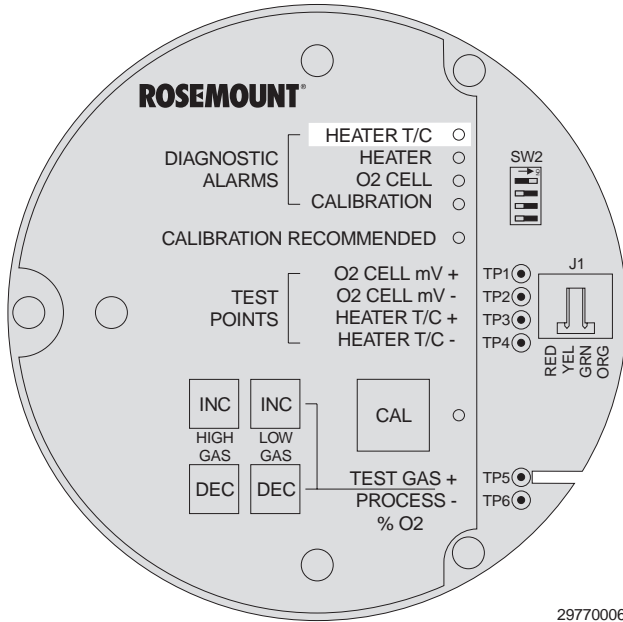 ROSEMOUNT®
DIAGNOSTIC ALARMS
HEATER T/C
HEATER
O2 CELL
CALIBRATION
CALIBRATION RECOMMENDED
SW2
TEST POINTS
O2 CELL mV +
O2 CELL mV -
HEATER T/C +
HEATER T/C -
TP1
TP2
TP3
TP4
J1
RED
YEL
GRN
ORG
INC
INC
HIGH GAS
LOW GAS
DEC
DEC
CAL
TEST GAS +
PROCESS -
% O2
TP5
TP6
29770006